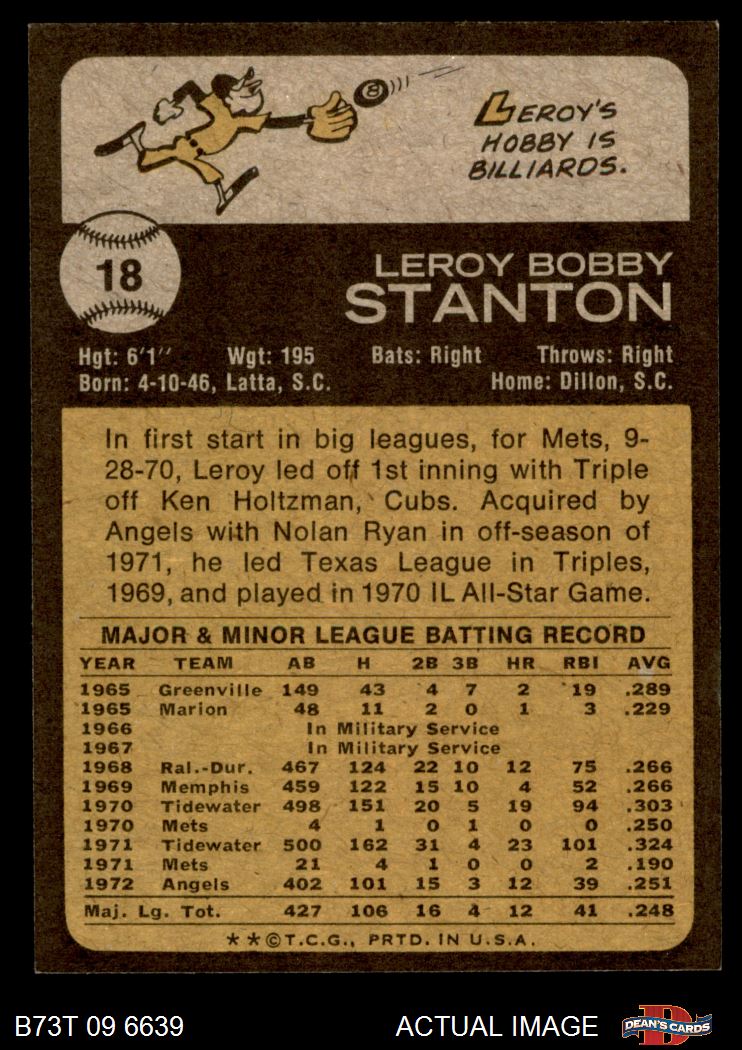 8
LEROY'S
HOBBY IS
BILLIARDS.
18
LEROY BOBBY
STANTON
Hgt: 6'1" Wgt: 195 Bats: Right Throws: Right
Born: 4-10-46, Latta, S.C. Home: Dillon, S.C.
In first start in big leagues, for Mets, 9-
28-70, Leroy led off 1st inning with Triple
off Ken Holtzman, Cubs. Acquired by
Angels with Nolan Ryan in off-season of
1971, he led Texas League in Triples,
1969, and played in 1970 IL All-Star Game.
MAJOR & MINOR LEAGUE BATTING RECORD
YEAR TEAM AB H 2B 3B HR RBI AVG
1965 Greenville 149 43 4 7 2 19 .289
1965 Marion 48 11 2 0 1 3 .229
1966 In Military Service
1967 In Military Service
1968 Ral.-Dur. 467 124 22 10 12 75 .266
1969 Memphis 459 122 15 10 4 52 .266
1970 Tidewater 498 151 20 5 19 94 .303
1970 Mets 4 1 0 1 0 0 .250
1971 Tidewater 500 162 31 4 23 101 .324
1971 Mets 21 4 1 0 0 2 .190
1972 Angels 402 101 15 3 12 39 .251
Maj. Lg. Tot. 427 106 16 4 12 41 .248
**©T.C.G., PRTD. IN U.S.A.
B73T 09 6639 ACTUAL IMAGE D DEAN'S CARDS